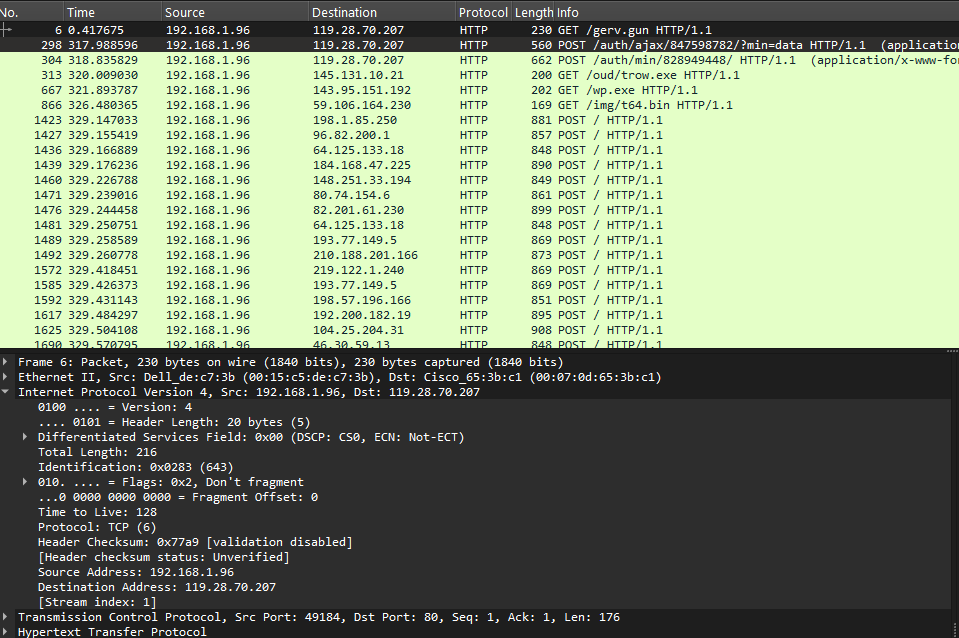 No. Time Source Destination Protocol Length Info
6 0.417675 192.168.1.96 119.28.70.207 HTTP 230 GET /gerv.gun HTTP/1.1
298 317.988596 192.168.1.96 119.28.70.207 HTTP 560 POST /auth/ajax/847598782/?min=data HTTP/1.1 (applicatio
304 318.835829 192.168.1.96 119.28.70.207 HTTP 662 POST /auth/min/828949448/ HTTP/1.1 (application/x-www-fo
313 320.009030 192.168.1.96 145.131.10.21 HTTP 200 GET /oud/trow.exe HTTP/1.1
667 321.893787 192.168.1.96 143.95.151.192 HTTP 202 GET /wp.exe HTTP/1.1
866 326.480365 192.168.1.96 59.106.164.230 HTTP 169 GET /img/t64.bin HTTP/1.1
1423 329.147033 192.168.1.96 198.1.85.250 HTTP 881 POST / HTTP/1.1
1427 329.155419 192.168.1.96 96.82.200.1 HTTP 857 POST / HTTP/1.1
1436 329.166889 192.168.1.96 64.125.133.18 HTTP 848 POST / HTTP/1.1
1439 329.176236 192.168.1.96 184.168.47.225 HTTP 890 POST / HTTP/1.1
1460 329.226788 192.168.1.96 148.251.33.194 HTTP 849 POST / HTTP/1.1
1471 329.239016 192.168.1.96 80.74.154.6 HTTP 861 POST / HTTP/1.1
1476 329.244458 192.168.1.96 82.201.61.230 HTTP 899 POST / HTTP/1.1
1481 329.250751 192.168.1.96 64.125.133.18 HTTP 848 POST / HTTP/1.1
1489 329.258589 192.168.1.96 193.77.149.5 HTTP 869 POST / HTTP/1.1
1492 329.260778 192.168.1.96 210.188.201.166 HTTP 873 POST / HTTP/1.1
1572 329.418451 192.168.1.96 219.122.1.240 HTTP 869 POST / HTTP/1.1
1585 329.426373 192.168.1.96 193.77.149.5 HTTP 869 POST / HTTP/1.1
1592 329.431143 192.168.1.96 198.57.196.166 HTTP 851 POST / HTTP/1.1
1617 329.484297 192.168.1.96 192.200.182.19 HTTP 895 POST / HTTP/1.1
1625 329.504108 192.168.1.96 104.25.204.31 HTTP 908 POST / HTTP/1.1
1690 329.570795 192.168.1.96 46.30.59.13 HTTP 848 POST / HTTP/1.1
Frame 6: Packet, 230 bytes on wire (1840 bits), 230 bytes captured (1840 bits)
Ethernet II, Src: Dell_de:c7:3b (00:15:c5:de:c7:3b), Dst: Cisco_65:3b:c1 (00:07:0d:65:3b:c1)
Internet Protocol Version 4, Src: 192.168.1.96, Dst: 119.28.70.207
0100 .... = Version: 4
.... 0101 = Header Length: 20 bytes (5)
Differentiated Services Field: 0x00 (DSCP: CS0, ECN: Not-ECT)
Total Length: 216
Identification: 0x0283 (643)
010. .... = Flags: 0x2, Don't fragment
...0 0000 0000 0000 = Fragment Offset: 0
Time to Live: 128
Protocol: TCP (6)
Header Checksum: 0x77a9 [validation disabled]
[Header checksum status: Unverified]
Source Address: 192.168.1.96
Destination Address: 119.28.70.207
[Stream index: 1]
Transmission Control Protocol, Src Port: 49184, Dst Port: 80, Seq: 1, Ack: 1, Len: 176
Hypertext Transfer Protocol